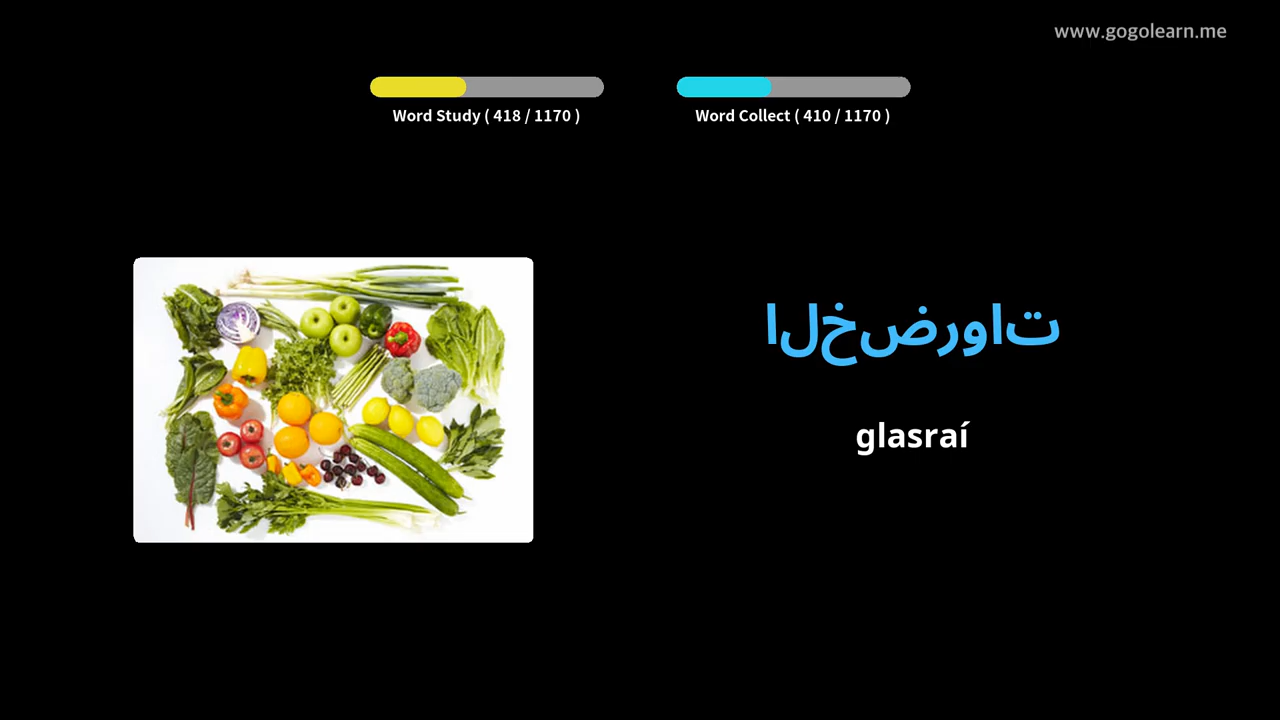 www.gogolearn.me
Word Study ( 418 / 1170 )
Word Collect ( 410 / 1170 )
الخضروات
glasraí